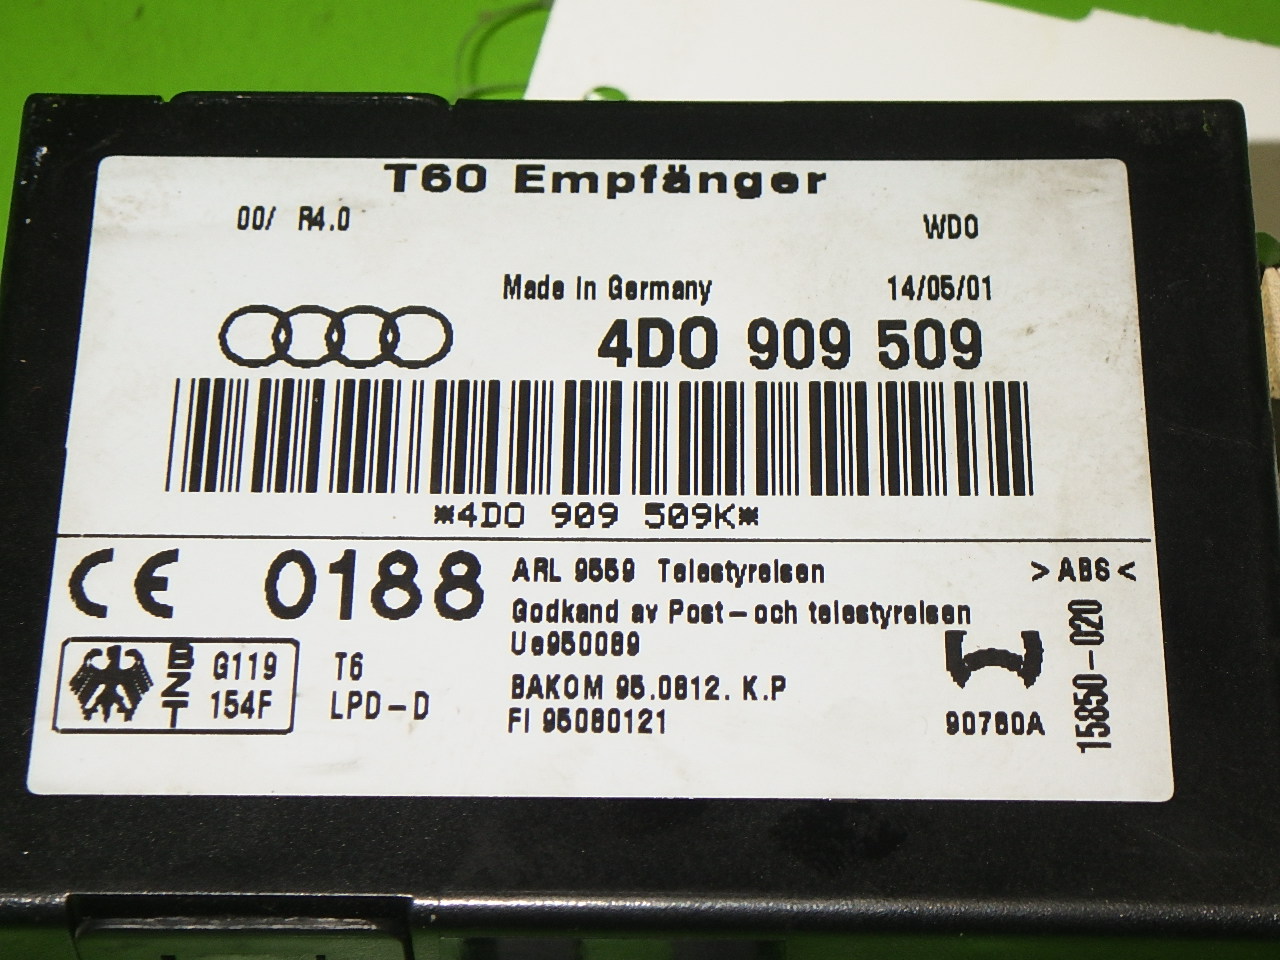 T60 Empfänger
00/ R4.0
WDO
Made in Germany 14/05/01
4D0 909 509
*4D0 909 509K*
CE 0188
ARL 9559 Telestyrelsen
>ABS<
Godkand av Post-och telestyrelsen
Ue950089
BZT
G119
154F
T6
LPD-D
BAKOM 95.0812. K.P
FI 95080121
90760A
15850-020